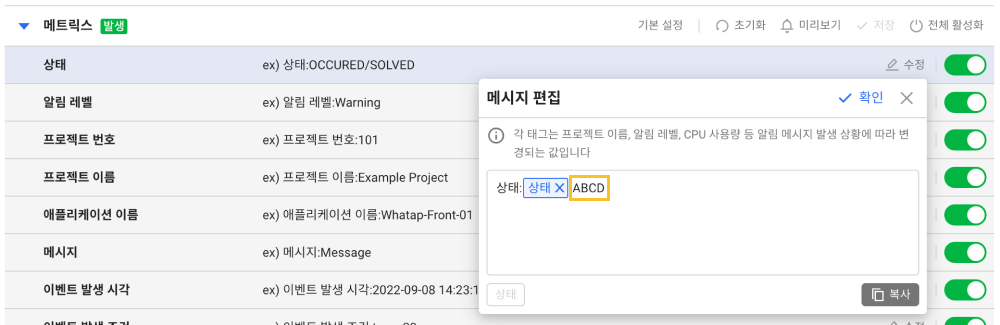 메트릭스 발생 기본 설정 초기화 미리보기 저장 전체 활성화
상태 ex) 상태:OCCURED/SOLVED 수정
알림 레벨 ex) 알림 레벨:Warning
프로젝트 번호 ex) 프로젝트 번호:101
프로젝트 이름 ex) 프로젝트 이름:Example Project
애플리케이션 이름 ex) 애플리케이션 이름:Whatap-Front-01
메시지 ex) 메시지:Message
이벤트 발생 시각 ex) 이벤트 발생 시각:2022-09-08 14:23:1
메시지 편집 확인
각 태그는 프로젝트 이름, 알림 레벨, CPU 사용량 등 알림 메시지 발생 상황에 따라 변
경되는 값입니다
상태: 상태 ABCD
상태 복사